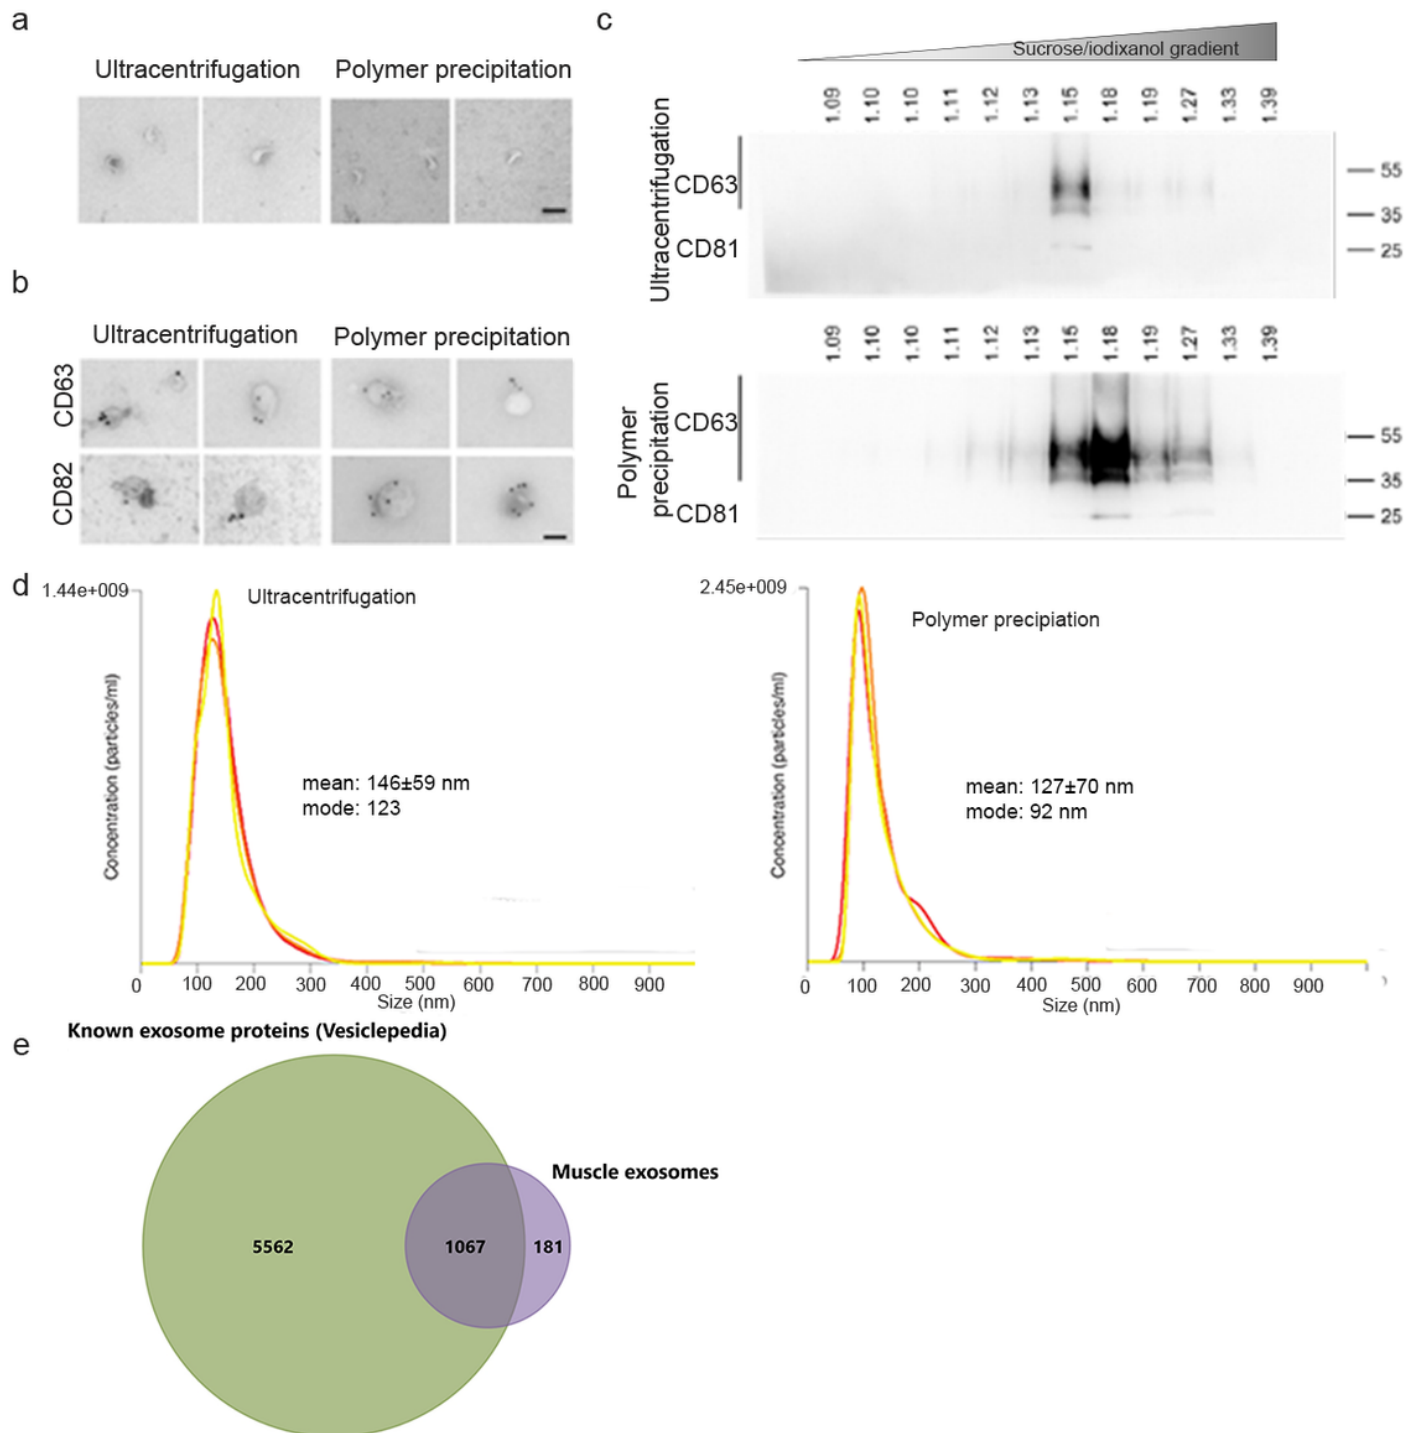 a
Ultracentrifugation
Polymer precipitation
b
Ultracentrifugation
Polymer precipitation
CD63
CD82
c
Sucrose/iodixanol gradient
1.09 1.10 1.10 1.11 1.12 1.13 1.15 1.18 1.19 1.27 1.33 1.39
Ultracentrifugation
CD63
CD81
55
35
25
1.09 1.10 1.10 1.11 1.12 1.13 1.15 1.18 1.19 1.27 1.33 1.39
Polymer
precipitation
CD63
CD81
55
35
25
d
1.44e+009
Ultracentrifugation
Concentration (particles/ml)
mean: 146±59 nm
mode: 123
0 100 200 300 400 500 600 700 800 900
Size (nm)
2.45e+009
Polymer precipiation
Concentration (particles/ml)
mean: 127±70 nm
mode: 92 nm
0 100 200 300 400 500 600 700 800 900
Size (nm)
e
Known exosome proteins (Vesiclepedia)
Muscle exosomes
5562
1067
181